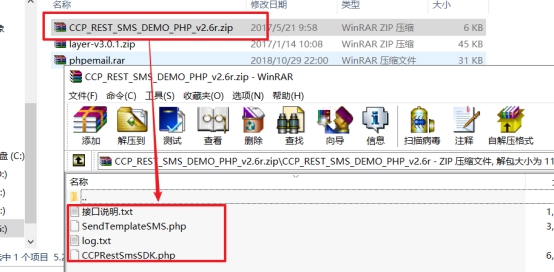 名称 修改日期 类型 大小
CCP_REST_SMS_DEMO_PHP_v2.6r.zip 2017/5/21 9:58 WinRAR ZIP 压缩... 6 KB
layer-v3.0.1.zip 2017/1/14 10:08 WinRAR ZIP 压缩... 45 KB
phpemail.rar 2018/10/29 22:00 WinRAR 压缩文件... 31 KB
CCP_REST_SMS_DEMO_PHP_v2.6r.zip - WinRAR
文件(F) 命令(C) 工具(S) 收藏夹(O) 选项(N) 帮助(H)
添加 解压到 测试 查看 删除 查找 向导 信息 扫描病毒 注释 自解压格式
CCP_REST_SMS_DEMO_PHP_v2.6r.zip\CCP_REST_SMS_DEMO_PHP_v2.6r - ZIP 压缩文件, 解包大小为 11
名称
..
接口说明.txt 1,
SendTemplateSMS.php 3,
log.txt
CCPRestSmsSDK.php 6,
盘 (C:)
中 1 个项目